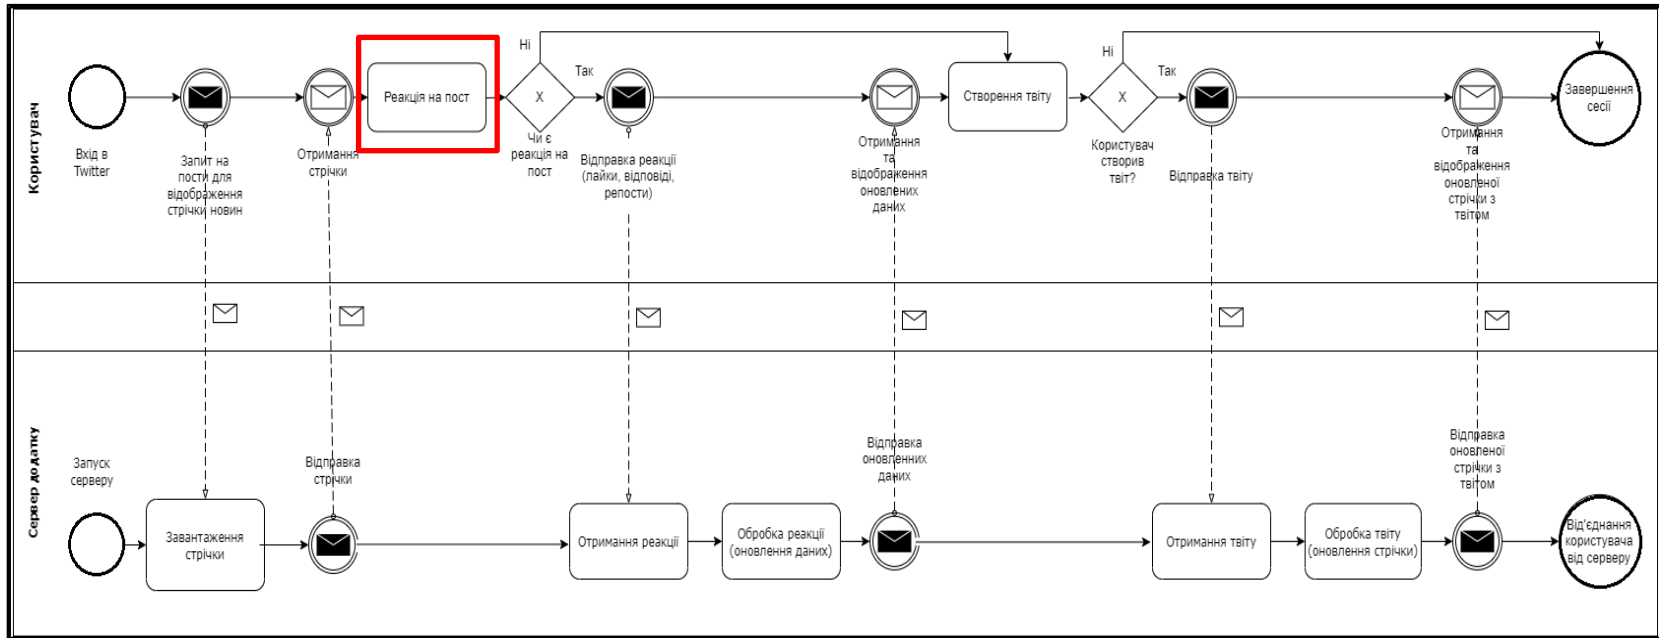 Користувач
Вхід в
Twitter
Запит на
пости для
відображення
стрічки новин
Отримання
стрічки
Реакція на пост
Ні
Так
X
Чи є
реакція на
пост
Відправка реакції
(лайки, відповіді,
репости)
Отримання
та
відображення
оновлених
даних
Створення твіту
Ні
Так
X
Користувач
створив
твіт?
Відправка твіту
Отримання
та
відображення
оновленої
стрічки з
твітом
Завершення
сесії
Сервер додатку
Запуск
серверу
Завантаження
стрічки
Відправка
стрічки
Отримання реакції
Обробка реакції
(оновлення даних)
Відправка
оновленних
даних
Отримання твіту
Обробка твіту
(оновлення стрічки)
Відправка
оновленої
стрічки з
твітом
Від'єднання
користувача
від серверу